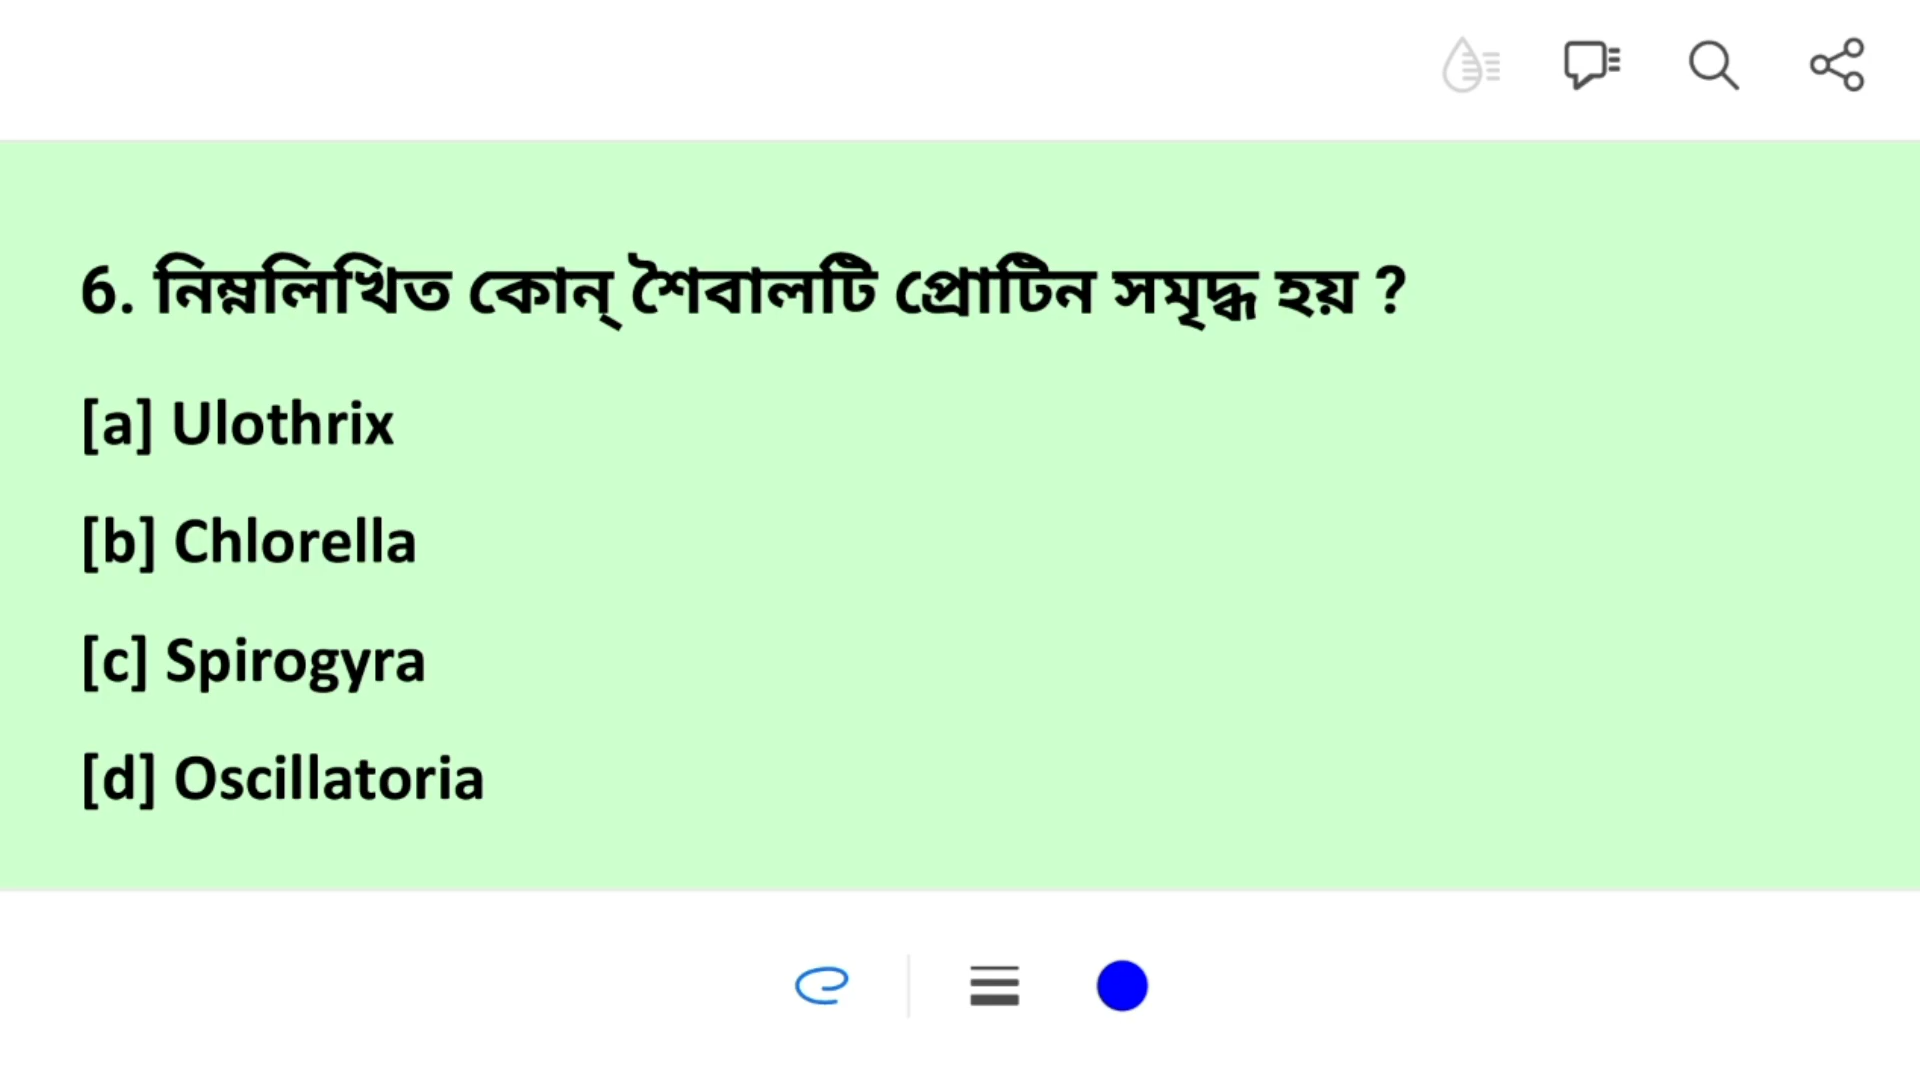 6. নিম্নলিখিত কোন্ শৈবালটি প্রোটিন সমৃদ্ধ হয় ?
[a] Ulothrix
[b] Chlorella
[c] Spirogyra
[d] Oscillatoria